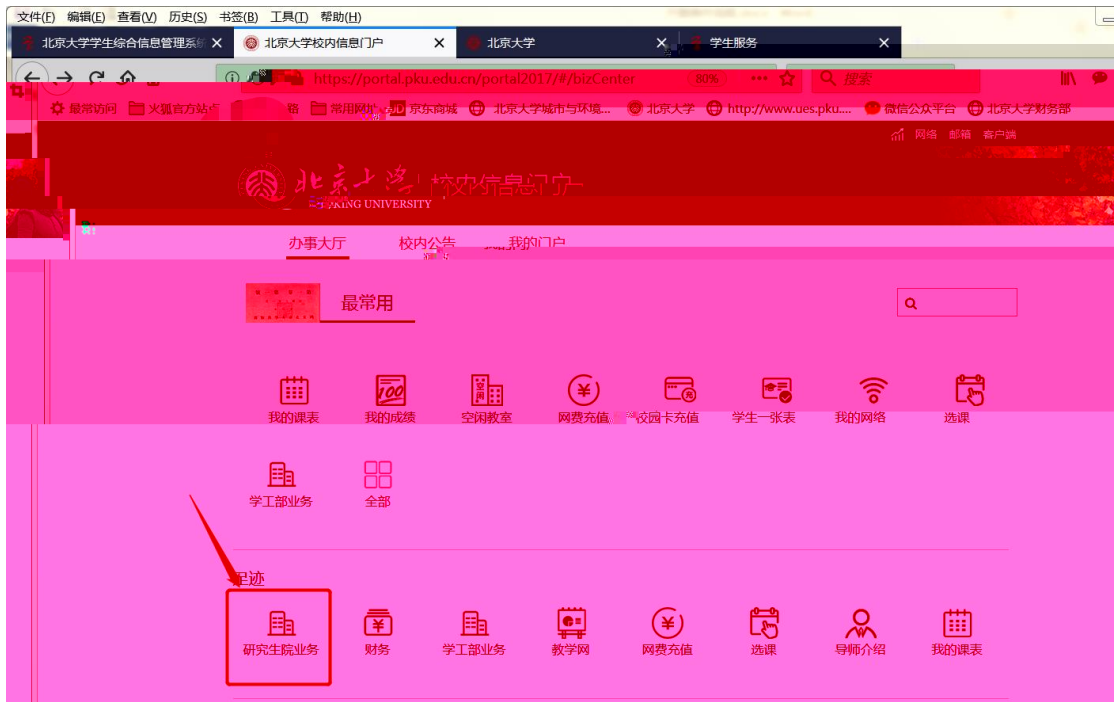 文件(F) 编辑(E) 查看(V) 历史(S) 书签(B) 工具(T) 帮助(H)
北京大学学生综合信息管理系统 北京大学校内信息门户 北京大学 学生服务
https://portal.pku.edu.cn/portal2017/#/bizCenter 80% 搜索
最常访问 火狐官方站点 常用网址 JD 京东商城 北京大学城市与环境... 北京大学 http://www.ues.pku.... 微信公众平台 北京大学财务部
网络 邮箱 客户端
北京大学 校内信息门户
PEKING UNIVERSITY
办事大厅 校内公告 我的门户
最常用
我的课表 我的成绩 空闲教室 网费充值 校园卡充值 学生一张表 我的网络 选课
学工部业务 全部
足迹
研究生院业务 财务 学工部业务 教学网 网费充值 选课 导师介绍 我的课表